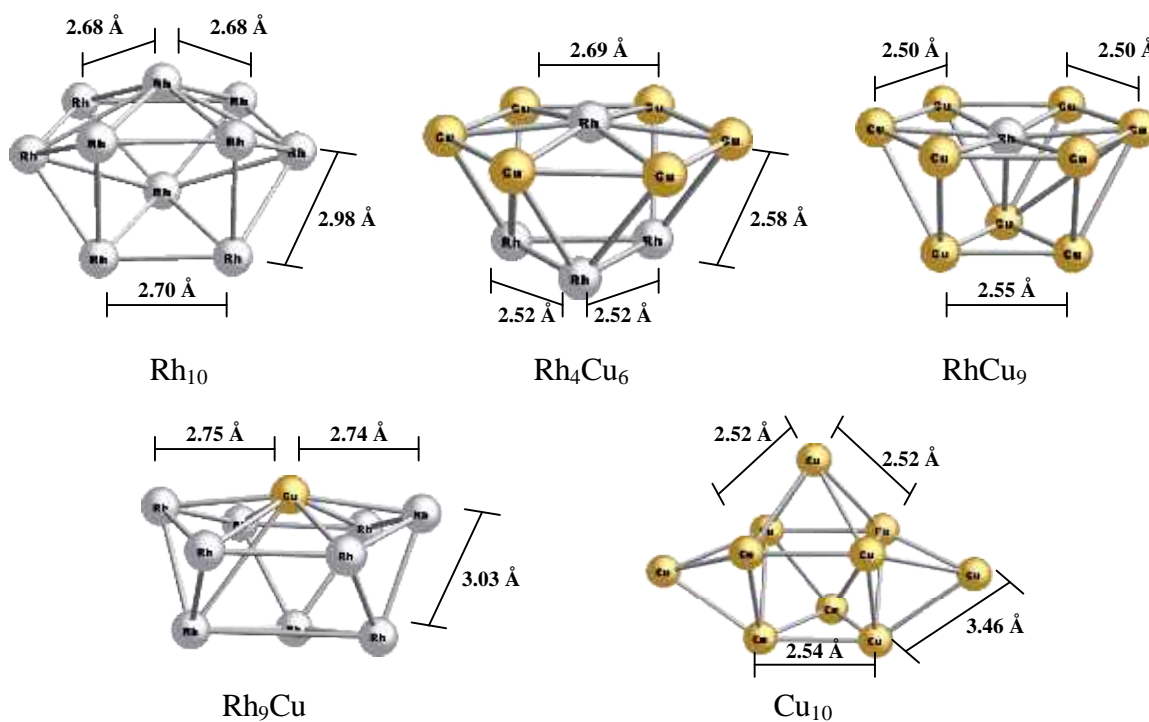 2.68 Å 2.68 Å
Rh
Rh Rh
Rh Rh
Rh Rh
Rh
Rh Rh
2.98 Å
2.70 Å
Rh₁₀
2.69 Å
Cu Cu
Rh
Cu Cu
Cu Cu
Rh Rh
Rh
2.58 Å
2.52 Å 2.52 Å
Rh₄Cu₆
2.50 Å 2.50 Å
Cu Cu
Cu Rh Cu
Cu Cu
Cu
Cu Cu
2.55 Å
RhCu₉
2.75 Å 2.74 Å
Cu
Rh Rh
Rh Rh
Rh Rh
Rh Rh Rh
3.03 Å
Rh₉Cu
2.52 Å
2.52 Å
Cu
Cu Cu
Cu Cu
Cu Cu
Cu
Cu Cu
3.46 Å
2.54 Å
Cu₁₀